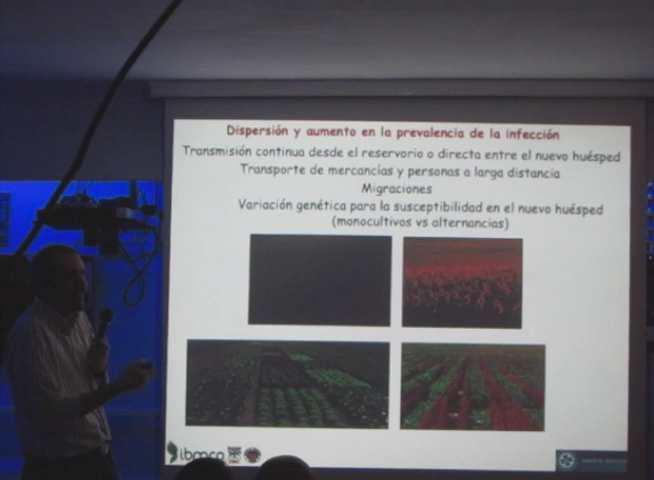 Dispersión y aumento en la prevalencia de la infección
Transmisión continua desde el reservorio o directa entre el nuevo huésped
Transporte de mercancías y personas a larga distancia
Migraciones
Variación genética para la susceptibilidad en el nuevo huésped
(monocultivos vs alternancias)
ibmcp